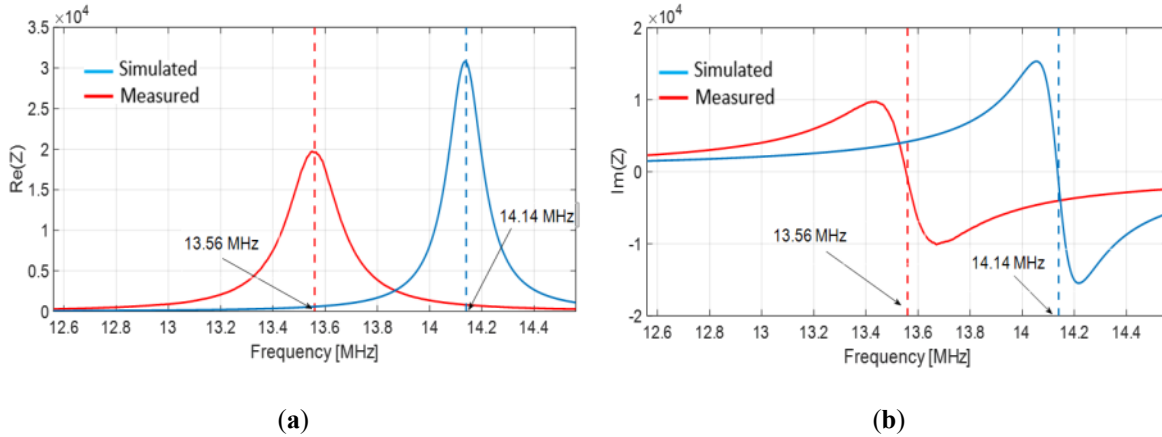 ×10⁴
3.5
3
2.5
2
1.5
1
0.5
0
Re(Z)
Simulated
Measured
13.56 MHz
14.14 MHz
12.6 12.8 13 13.2 13.4 13.6 13.8 14 14.2 14.4
Frequency [MHz]
(a)
×10⁴
2
1
0
-1
-2
Im(Z)
Simulated
Measured
13.56 MHz
14.14 MHz
12.6 12.8 13 13.2 13.4 13.6 13.8 14 14.2 14.4
Frequency [MHz]
(b)